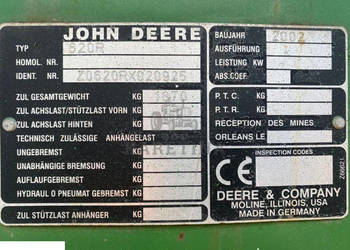 JOHN DEERE
TYP 620R
HOMOL. NR.
IDENT. NR. Z0620RX020925
ZUL GESAMTGEWICHT KG
ZUL ACHSLAST/STÜTZLAST VORN KG
ZUL ACHSLAST HINTEN KG
TECHNISCH ZULÄSSIGE ANHÄNGELAST
UNGEBREMST KG
UNABHÄNGIGE BREMSUNG KG
AUFLAUFGEBREMST KG
HYDRAUL O PNEUMAT GEBREMST KG
ZUL STÜTZLAST ANHÄNGER KG
BAUJAHR 2002
AUSFÜHRUNG
LEISTUNG KW
ABS.COEF.
P. T. C. KG
P. T. R. KG
RECEPTION DES MINES
ORLEANS LE
CE
INSPECTION CODES
Z66021
DEERE & COMPANY
MOLINE, ILLINOIS, USA
MADE IN GERMANY